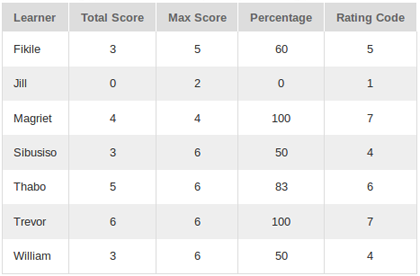 Learner Total Score Max Score Percentage Rating Code
Fikile 3 5 60 5
Jill 0 2 0 1
Magriet 4 4 100 7
Sibusiso 3 6 50 4
Thabo 5 6 83 6
Trevor 6 6 100 7
William 3 6 50 4